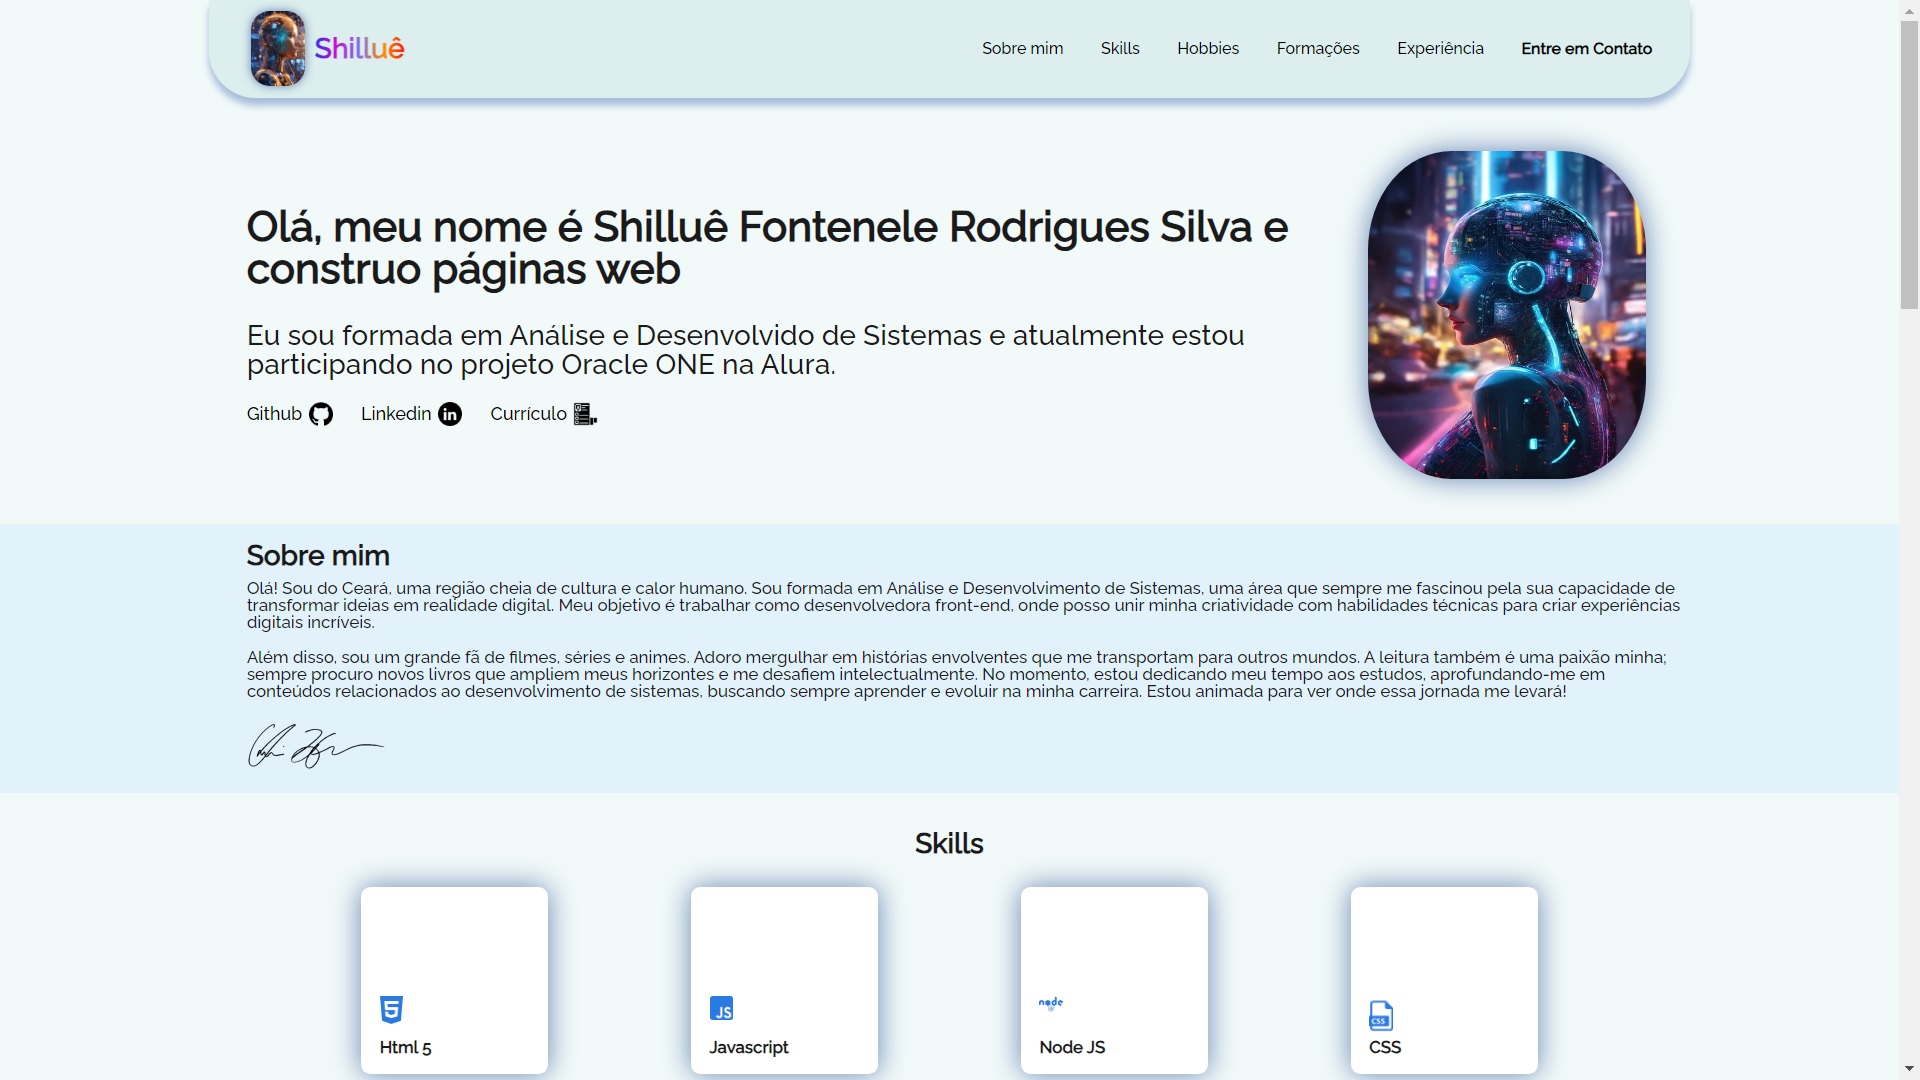 Shilluê
Sobre mim
Skills
Hobbies
Formações
Experiência
Entre em Contato
Olá, meu nome é Shilluê Fontenele Rodrigues Silva e
construo páginas web
Eu sou formada em Análise e Desenvolvido de Sistemas e atualmente estou
participando no projeto Oracle ONE na Alura.
Github
Linkedin
Currículo
Sobre mim
Olá! Sou do Ceará, uma região cheia de cultura e calor humano. Sou formada em Análise e Desenvolvimento de Sistemas, uma área que sempre me fascinou pela sua capacidade de
transformar ideias em realidade digital. Meu objetivo é trabalhar como desenvolvedora front-end, onde posso unir minha criatividade com habilidades técnicas para criar experiências
digitais incríveis.
Além disso, sou um grande fã de filmes, séries e animes. Adoro mergulhar em histórias envolventes que me transportam para outros mundos. A leitura também é uma paixão minha;
sempre procuro novos livros que ampliem meus horizontes e me desafiem intelectualmente. No momento, estou dedicando meu tempo aos estudos, aprofundando-me em
conteúdos relacionados ao desenvolvimento de sistemas, buscando sempre aprender e evoluir na minha carreira. Estou animada para ver onde essa jornada me levará!
Skills
Html 5
JS
Javascript
node
Node JS
CSS
CSS